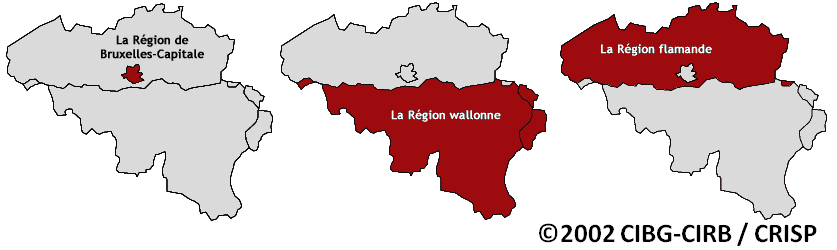 La Région de
Bruxelles-Capitale
La Région wallonne
La Région flamande
©2002 CIBG-CIRB / CRISP